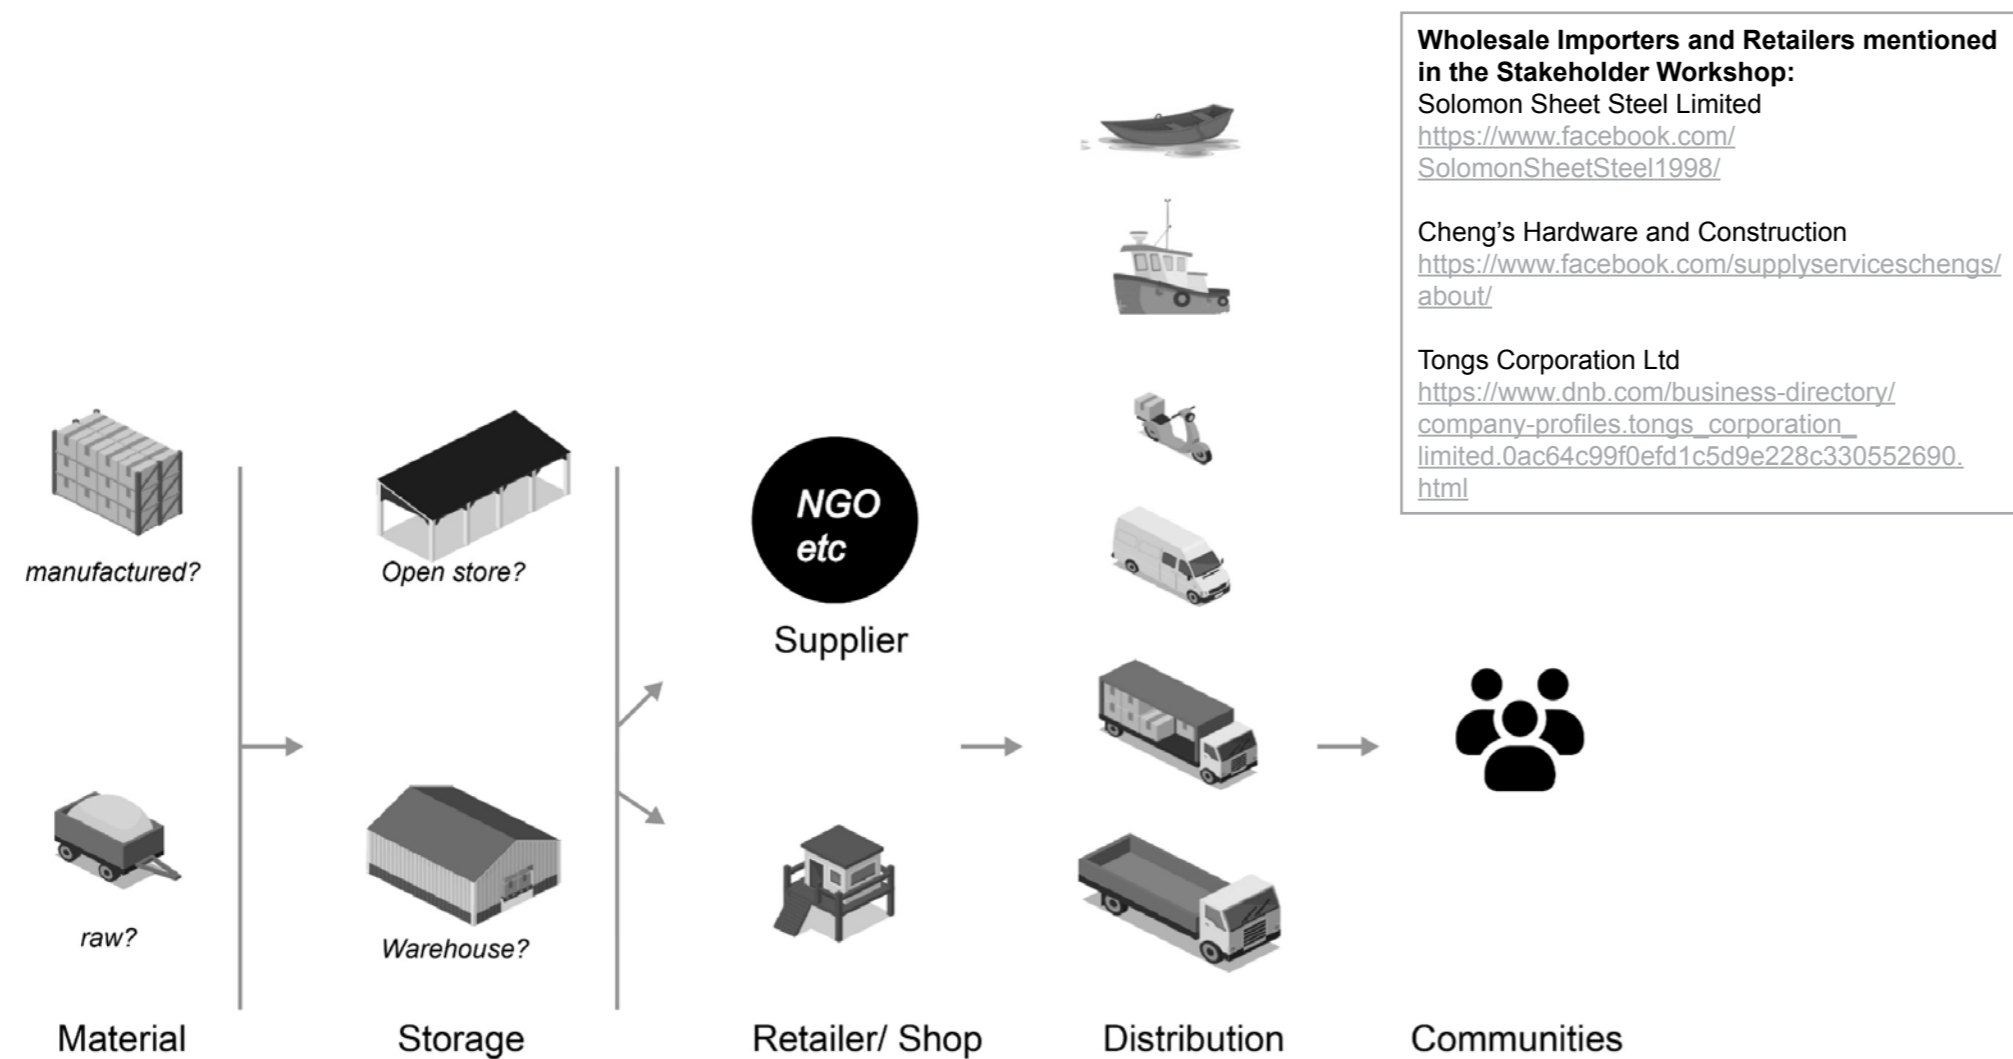 Wholesale Importers and Retailers mentioned
in the Stakeholder Workshop:
Solomon Sheet Steel Limited
https://www.facebook.com/
SolomonSheetSteel1998/
Cheng’s Hardware and Construction
https://www.facebook.com/supplyserviceschengs/
about/
Tongs Corporation Ltd
https://www.dnb.com/business-directory/
company-profiles.tongs_corporation_
limited.0ac64c99f0efd1c5d9e228c330552690.
html
manufactured?
Open store?
NGO
etc
Supplier
raw?
Warehouse?
Material
Storage
Retailer/ Shop
Distribution
Communities